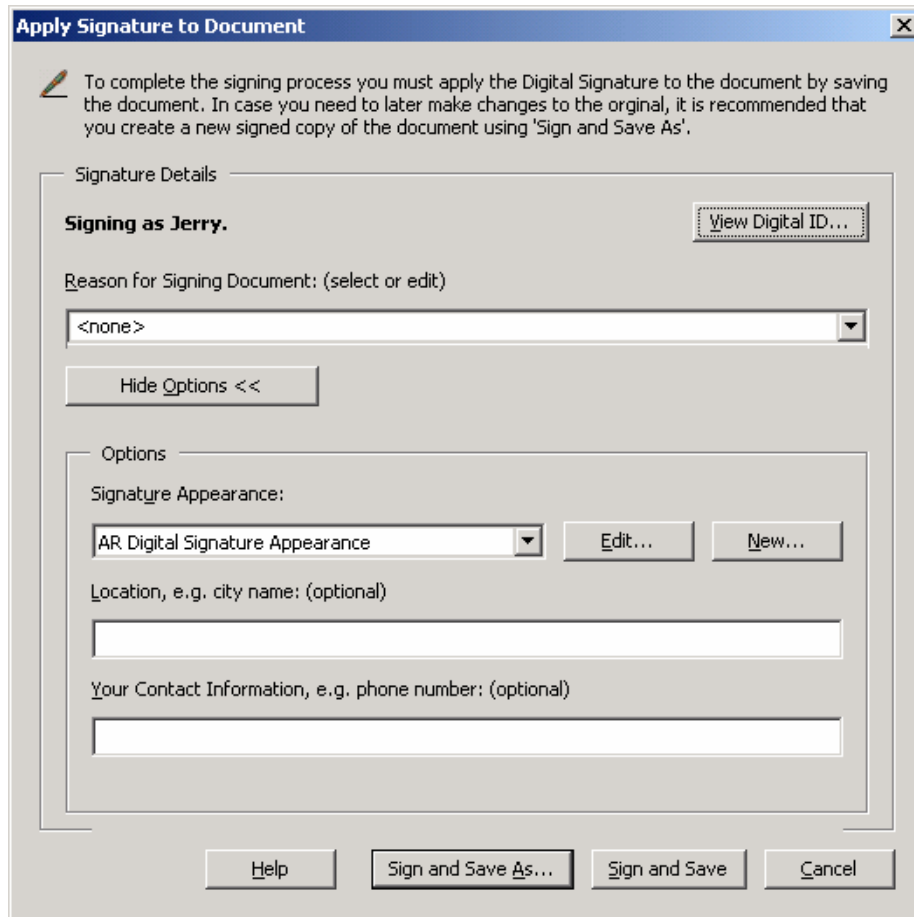 Apply Signature to Document
To complete the signing process you must apply the Digital Signature to the document by saving
the document. In case you need to later make changes to the orginal, it is recommended that
you create a new signed copy of the document using 'Sign and Save As'.
Signature Details
Signing as Jerry.
View Digital ID...
Reason for Signing Document: (select or edit)
<none>
Hide Options <<
Options
Signature Appearance:
AR Digital Signature Appearance
Edit...
New...
Location, e.g. city name: (optional)
Your Contact Information, e.g. phone number: (optional)
Help
Sign and Save As...
Sign and Save
Cancel